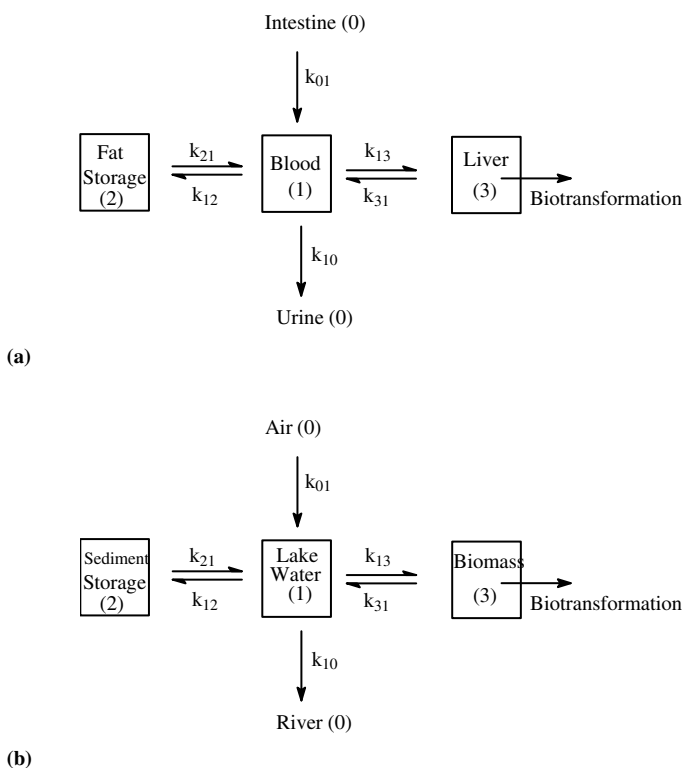 Intestine (0)
k01
Fat
Storage
(2)
k21
k12
Blood
(1)
k13
k31
Liver
(3)
Biotransformation
k10
Urine (0)
(a)
Air (0)
k01
Sediment
Storage
(2)
k21
k12
Lake
Water
(1)
k13
k31
Biomass
(3)
Biotransformation
k10
River (0)
(b)